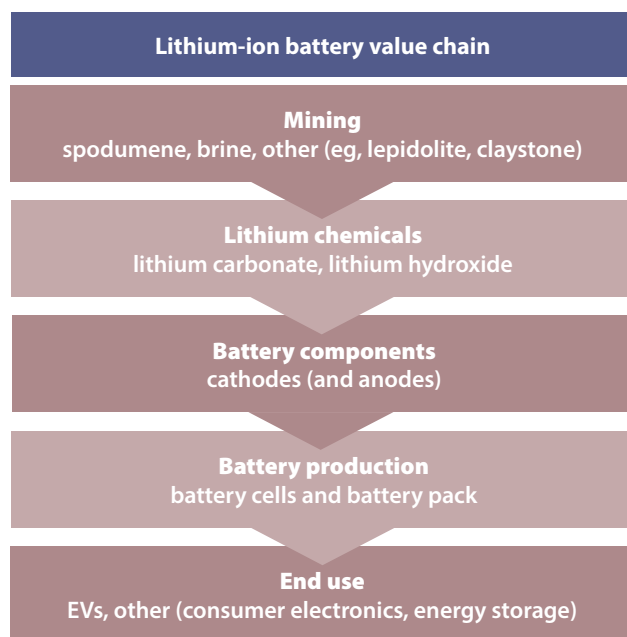 Lithium-ion battery value chain
Mining
spodumene, brine, other (eg, lepidolite, claystone)
Lithium chemicals
lithium carbonate, lithium hydroxide
Battery components
cathodes (and anodes)
Battery production
battery cells and battery pack
End use
EVs, other (consumer electronics, energy storage)